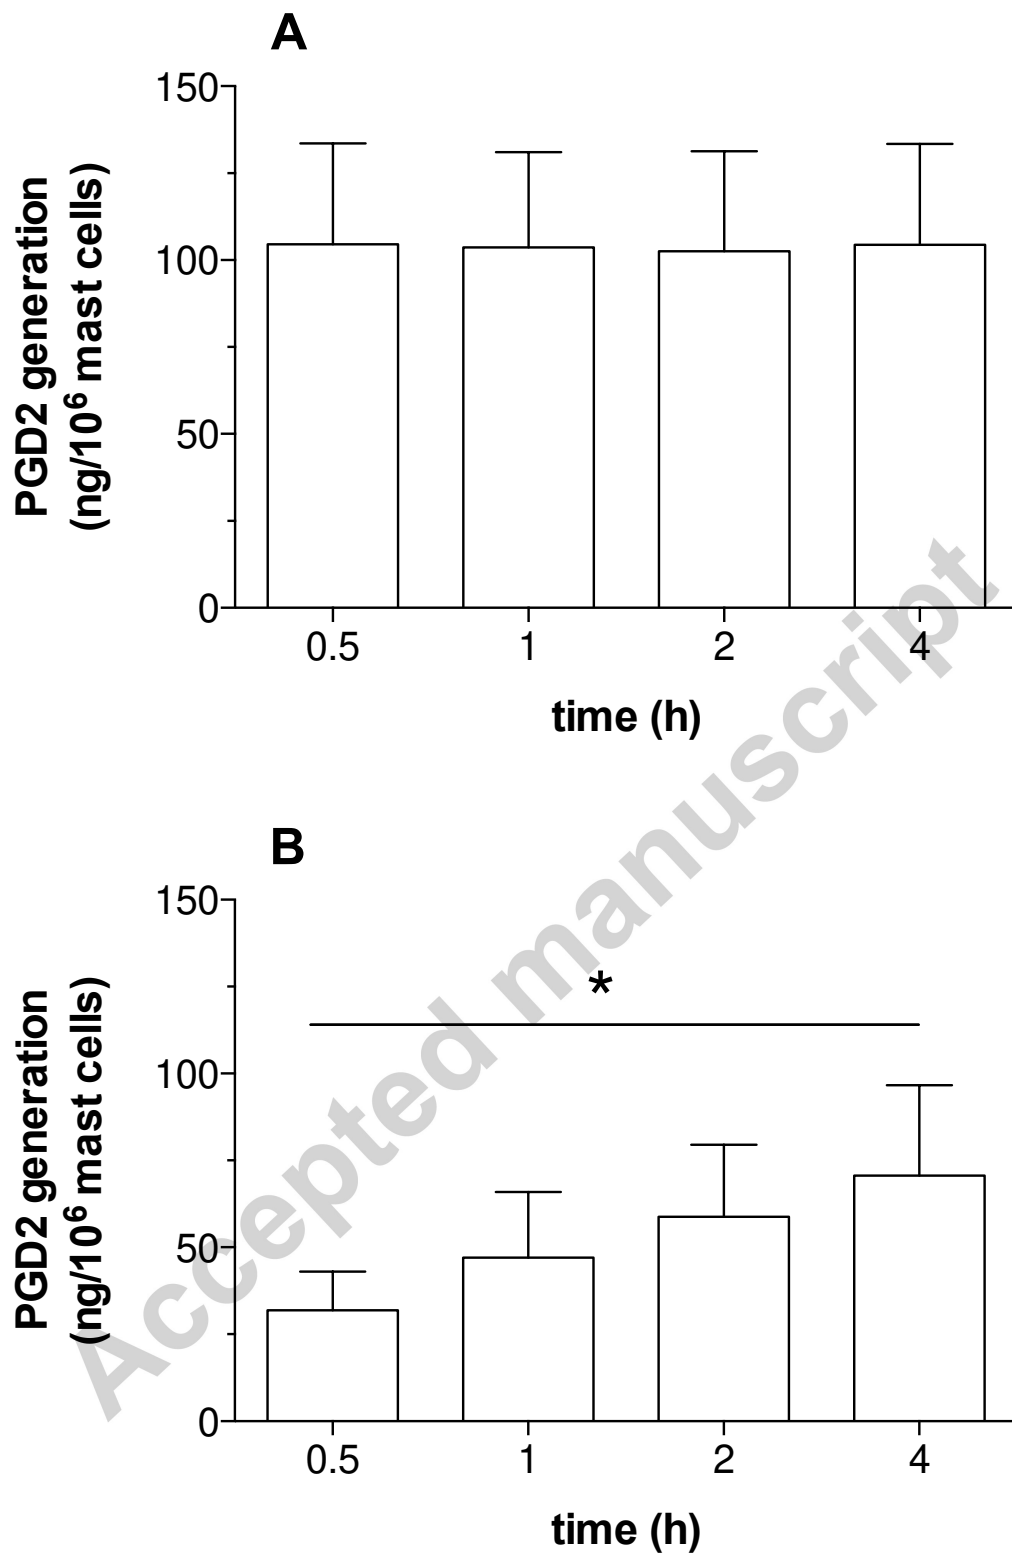 A
150
100
50
0
PGD2 generation
(ng/10⁶ mast cells)
0.5 1 2 4
time (h)
B
150
*
100
50
0
PGD2 generation
(ng/10⁶ mast cells)
0.5 1 2 4
time (h)
Accepted manuscript